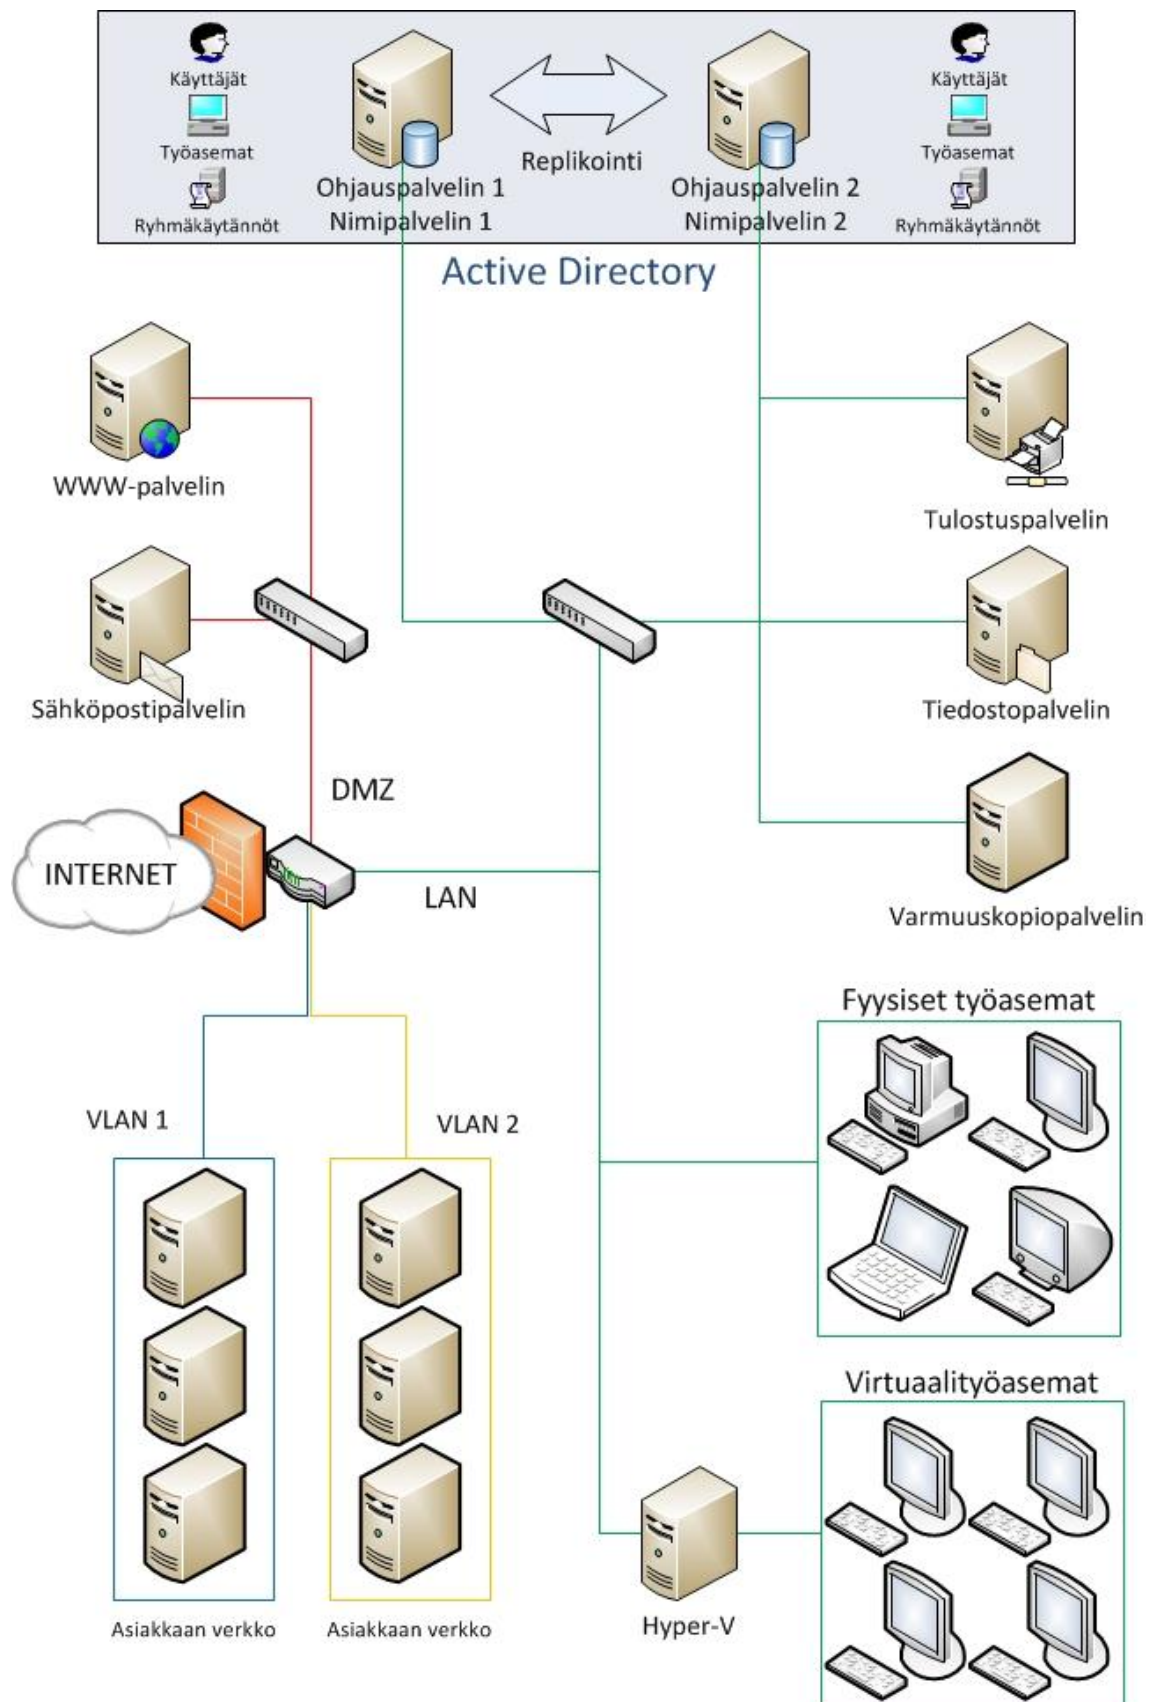 Käyttäjät
Työasemat
Ryhmäkäytännöt
Ohjauspalvelin 1
Nimipalvelin 1
Replikointi
Ohjauspalvelin 2
Nimipalvelin 2
Käyttäjät
Työasemat
Ryhmäkäytännöt
Active Directory
WWW-palvelin
Tulostuspalvelin
Sähköpostipalvelin
Tiedostopalvelin
DMZ
INTERNET
LAN
Varmuuskopiopalvelin
Fyysiset työasemat
VLAN 1
VLAN 2
Virtuaalityöasemat
Asiakkaan verkko
Asiakkaan verkko
Hyper-V